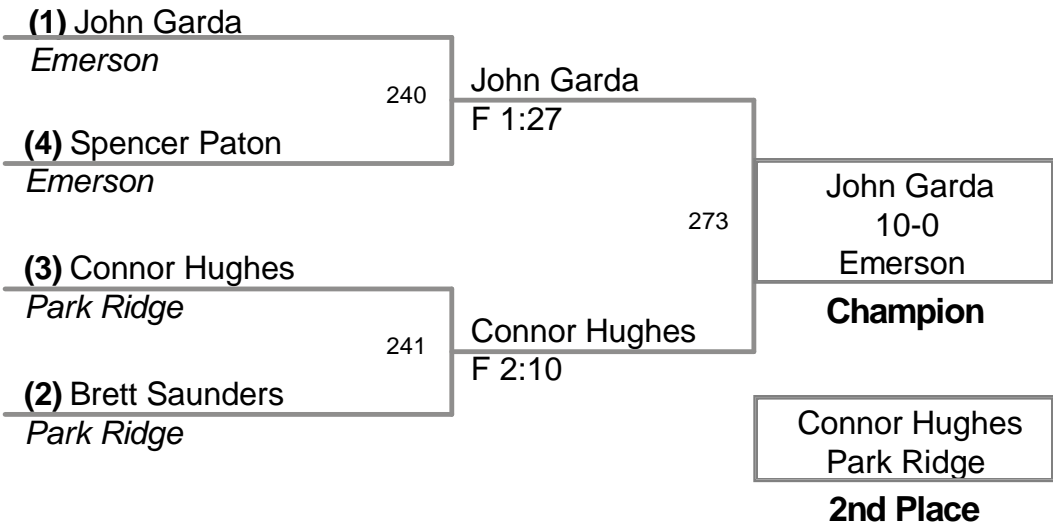 (1) John Garda
Emerson
240
John Garda
F 1:27
(4) Spencer Paton
Emerson
273
John Garda
10-0
Emerson
Champion
(3) Connor Hughes
Park Ridge
241
Connor Hughes
F 2:10
(2) Brett Saunders
Park Ridge
Connor Hughes
Park Ridge
2nd Place